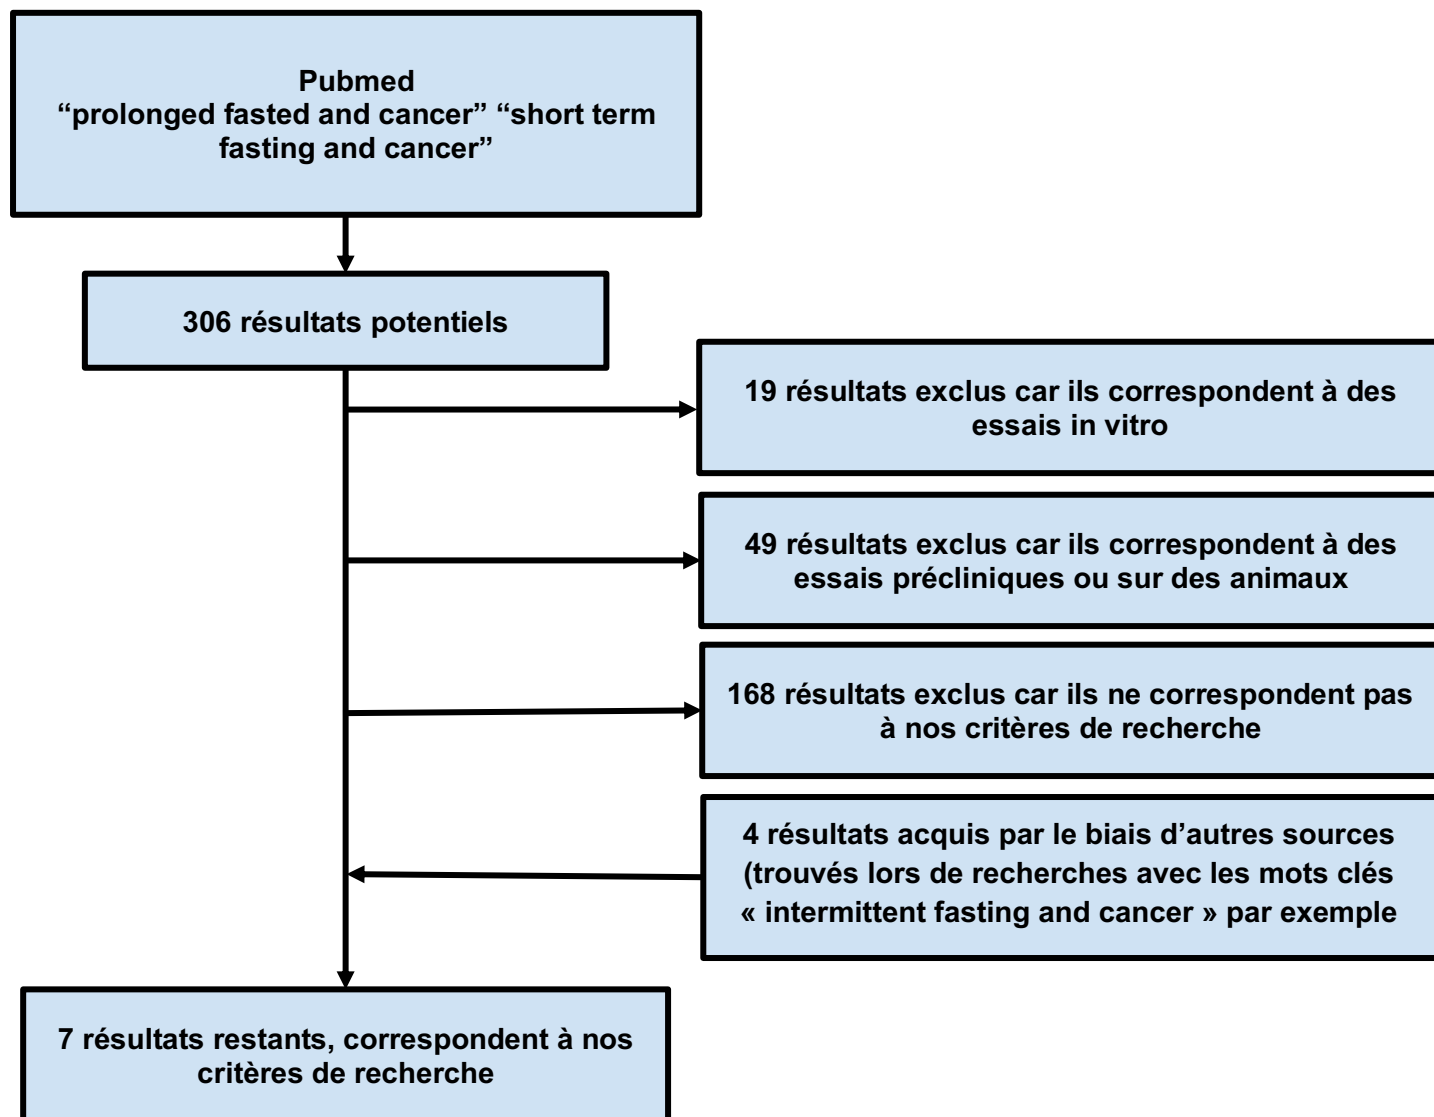 Pubmed
“prolonged fasted and cancer” “short term
fasting and cancer”
306 résultats potentiels
19 résultats exclus car ils correspondent à des
essais in vitro
49 résultats exclus car ils correspondent à des
essais précliniques ou sur des animaux
168 résultats exclus car ils ne correspondent pas
à nos critères de recherche
4 résultats acquis par le biais d’autres sources
(trouvés lors de recherches avec les mots clés
« intermittent fasting and cancer » par exemple
7 résultats restants, correspondent à nos
critères de recherche